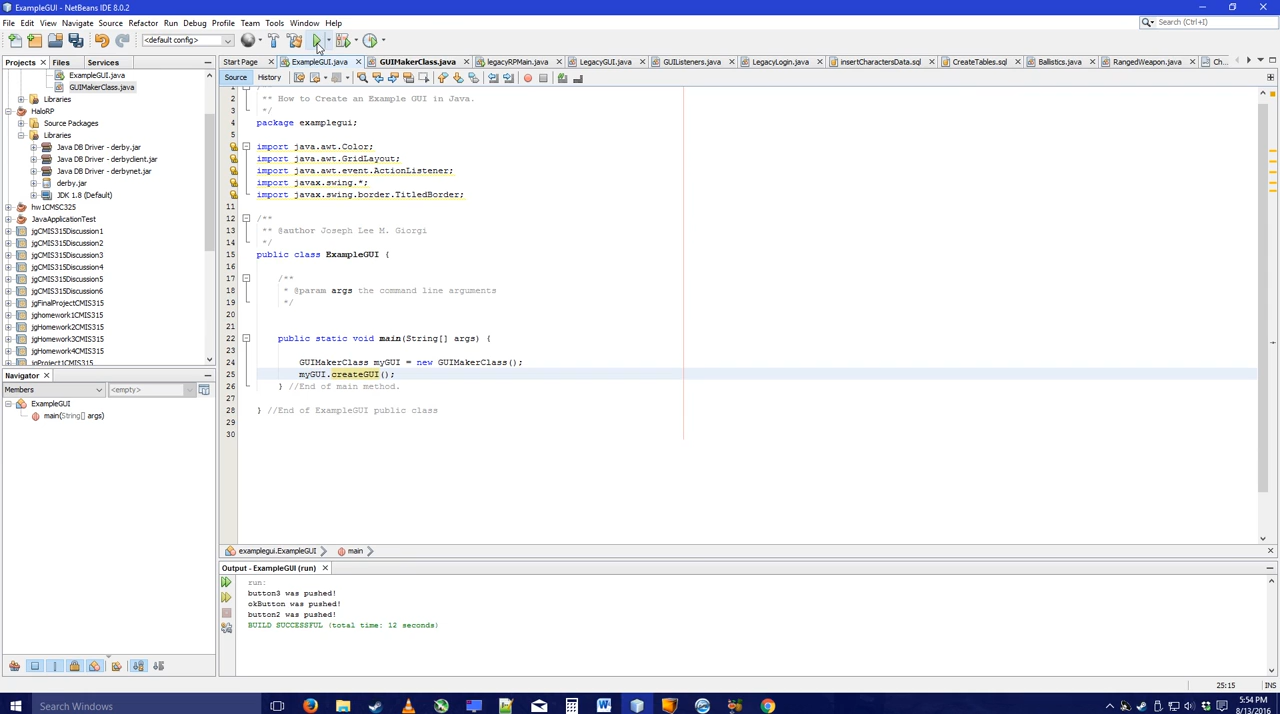 ExampleGUI - NetBeans IDE 8.0.2
File Edit View Navigate Source Refactor Run Debug Profile Team Tools Window Help
Search (Ctrl+I)
<default config>
Projects Files Services
Start Page ExampleGUI.java GUIMakerClass.java legacyRPMain.java LegacyGUI.java GUIListeners.java LegacyLogin.java insertCharactersData.sql CreateTables.sql Ballistics.java RangedWeapon.java Ch...
Source History
ExampleGUI.java
GUIMakerClass.java
Libraries
HaloRP
Source Packages
Libraries
Java DB Driver - derby.jar
Java DB Driver - derbyclient.jar
Java DB Driver - derbynet.jar
derby.jar
JDK 1.8 (Default)
hw1CMSC325
JavaApplicationTest
jgCMIS315Discussion1
jgCMIS315Discussion2
jgCMIS315Discussion3
jgCMIS315Discussion4
jgCMIS315Discussion5
jgCMIS315Discussion6
jgFinalProjectCMIS315
jghomework1CMIS315
jgHomework2CMIS315
jgHomework3CMIS315
jgHomework4CMIS315
jgProject1CMIS315
Navigator
Members <empty>
ExampleGUI
main(String[] args)
1
2 ** How to Create an Example GUI in Java.
3 */
4 package examplegui;
5
import java.awt.Color;
import java.awt.GridLayout;
import java.awt.event.ActionListener;
import javax.swing.*;
import javax.swing.border.TitledBorder;
11
12 /**
13 * @author Joseph Lee M. Giorgi
14 */
15 public class ExampleGUI {
16
17 /**
18 * @param args the command line arguments
19 */
20
21
22 public static void main(String[] args) {
23
24 GUIMakerClass myGUI = new GUIMakerClass();
25 myGUI.createGUI();
26 } //End of main method.
27
28 } //End of ExampleGUI public class
29
30
examplegui.ExampleGUI main
Output - ExampleGUI (run)
run:
button3 was pushed!
okButton was pushed!
button2 was pushed!
BUILD SUCCESSFUL (total time: 12 seconds)
25:15 INS
Search Windows
5:54 PM
8/13/2016